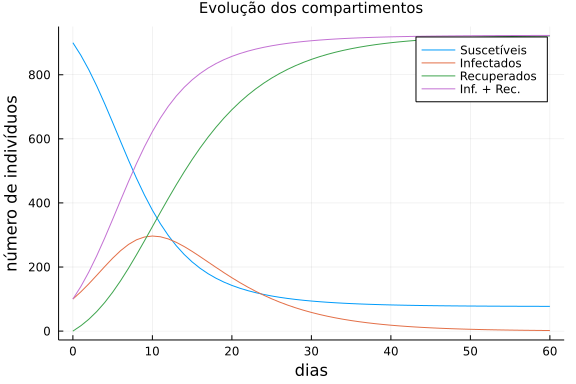 Evolução dos compartimentos
número de indivíduos
800
600
400
200
0
Suscetíveis
Infectados
Recuperados
Inf. + Rec.
0 10 20 30 40 50 60
dias